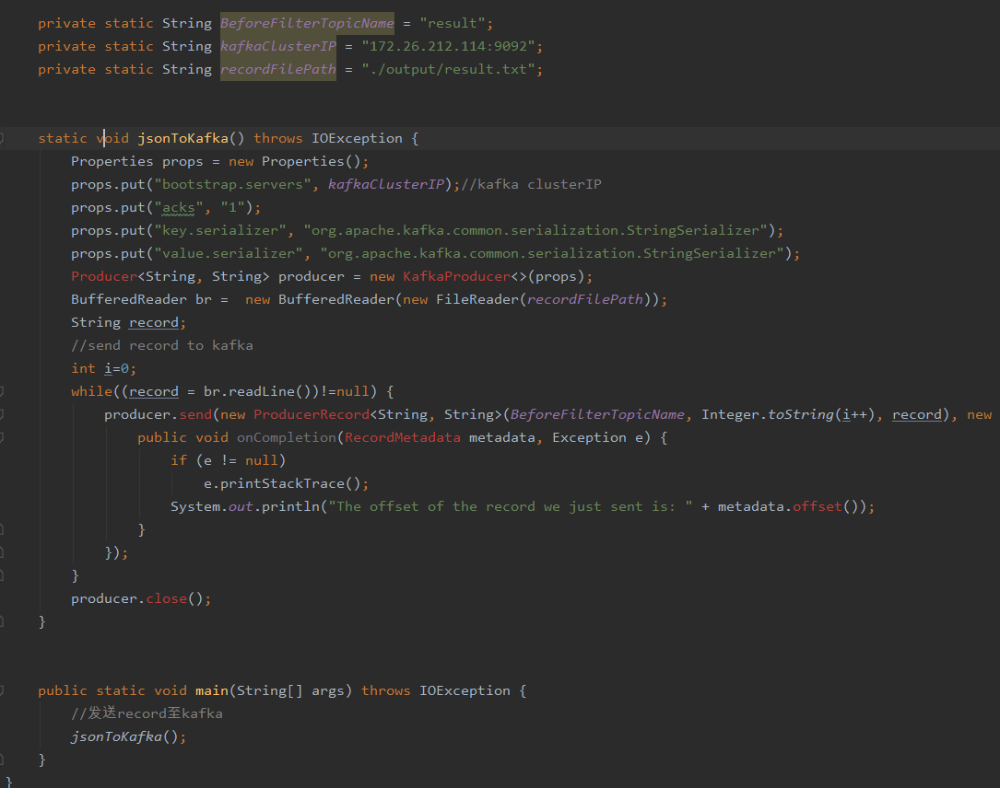 private static String BeforeFilterTopicName = "result";
private static String kafkaClusterIP = "172.26.212.114:9092";
private static String recordFilePath = "./output/result.txt";
static void jsonToKafka() throws IOException {
Properties props = new Properties();
props.put("bootstrap.servers", kafkaClusterIP);//kafka clusterIP
props.put("acks", "1");
props.put("key.serializer", "org.apache.kafka.common.serialization.StringSerializer");
props.put("value.serializer", "org.apache.kafka.common.serialization.StringSerializer");
Producer<String, String> producer = new KafkaProducer<>(props);
BufferedReader br =  new BufferedReader(new FileReader(recordFilePath));
String record;
//send record to kafka
int i=0;
while((record = br.readLine())!=null) {
producer.send(new ProducerRecord<String, String>(BeforeFilterTopicName, Integer.toString(i++), record), new
public void onCompletion(RecordMetadata metadata, Exception e) {
if (e != null)
e.printStackTrace();
System.out.println("The offset of the record we just sent is: " + metadata.offset());
}
});
}
producer.close();
}
public static void main(String[] args) throws IOException {
//发送record至kafka
jsonToKafka();
}
}